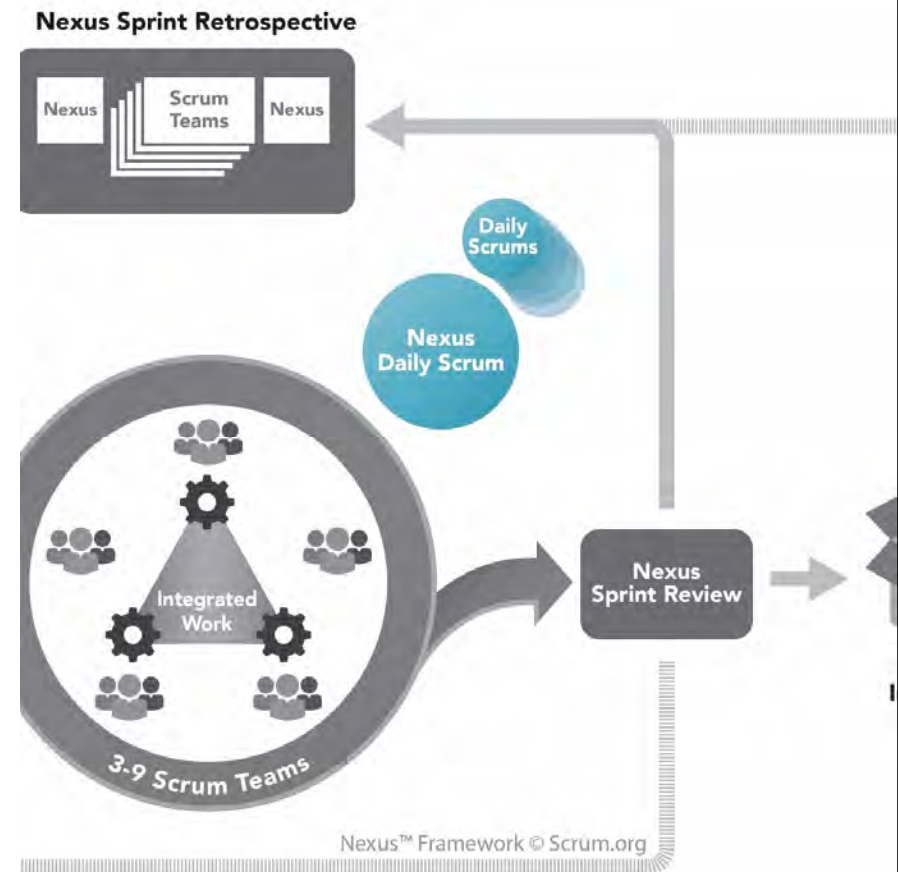 Nexus Sprint Retrospective
Nexus
Scrum
Teams
Nexus
Daily
Scrums
Nexus
Daily Scrum
Integrated
Work
Nexus
Sprint Review
3-9 Scrum Teams
Nexus™ Framework © Scrum.org